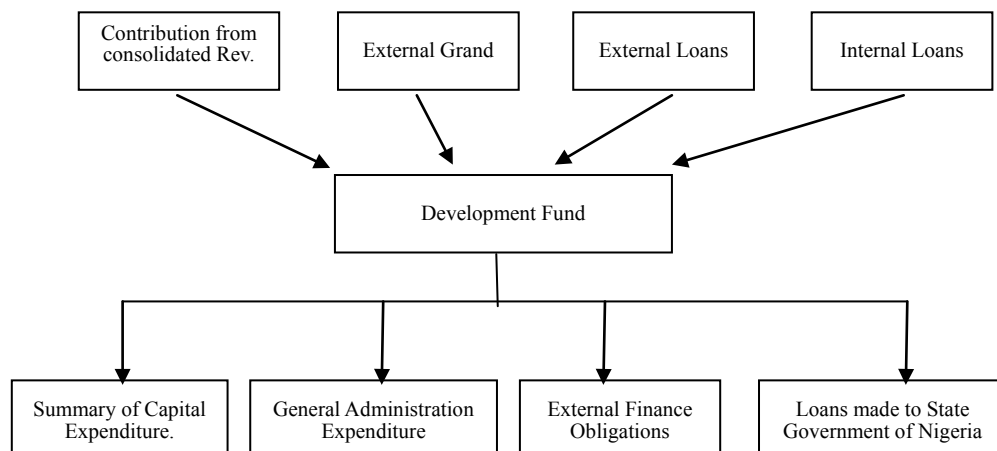 Contribution from
consolidated Rev.
External Grand
External Loans
Internal Loans
Development Fund
Summary of Capital
Expenditure.
General Administration
Expenditure
External Finance
Obligations
Loans made to State
Government of Nigeria